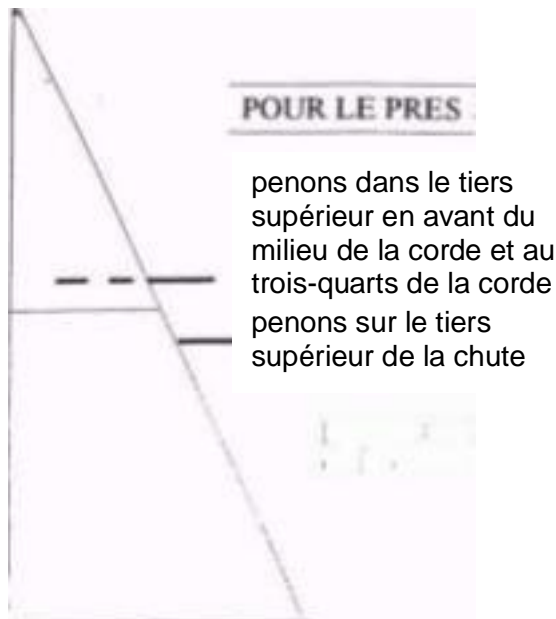 POUR LE PRES
penons dans le tiers
supérieur en avant du
milieu de la corde et au
trois-quarts de la corde
penons sur le tiers
supérieur de la chute